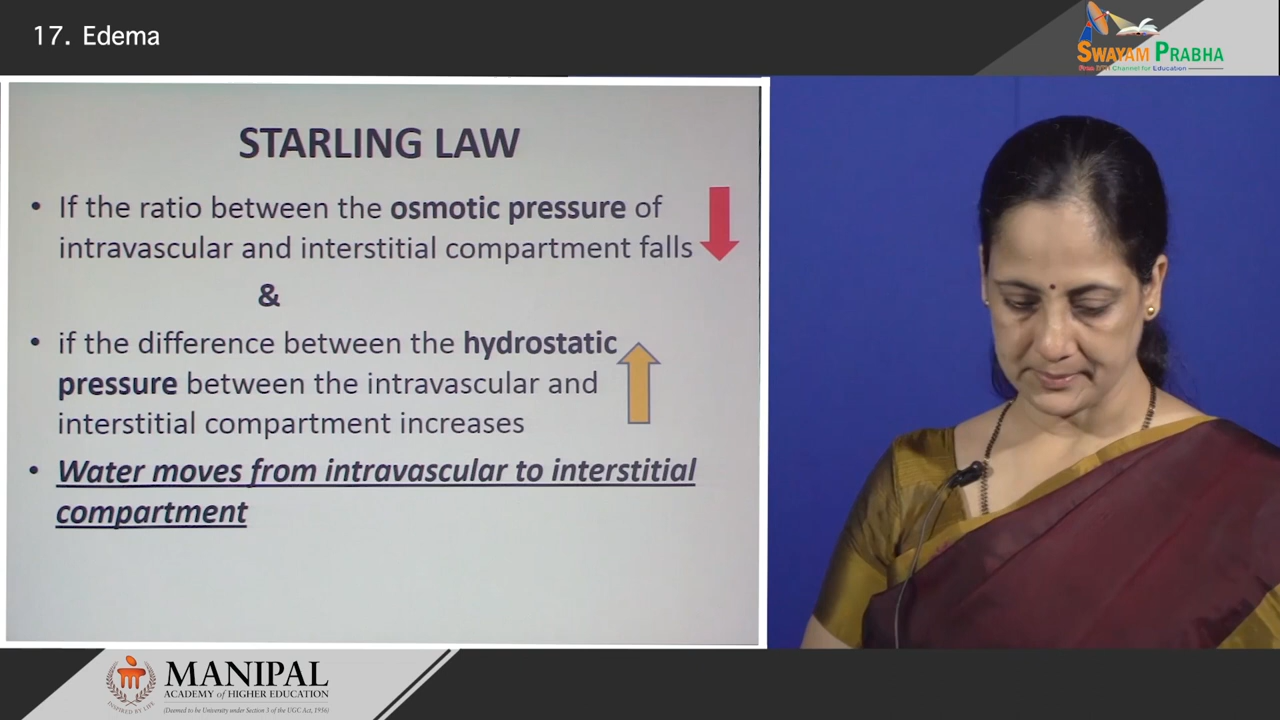 17. Edema
SWAYAM PRABHA
STARLING LAW
• If the ratio between the osmotic pressure of
intravascular and interstitial compartment falls
&
• if the difference between the hydrostatic
pressure between the intravascular and
interstitial compartment increases
• Water moves from intravascular to interstitial
compartment
INSPIRED BY LIFE
MANIPAL
ACADEMY of HIGHER EDUCATION
(Deemed to be University under Section 3 of the UGC Act, 1956)